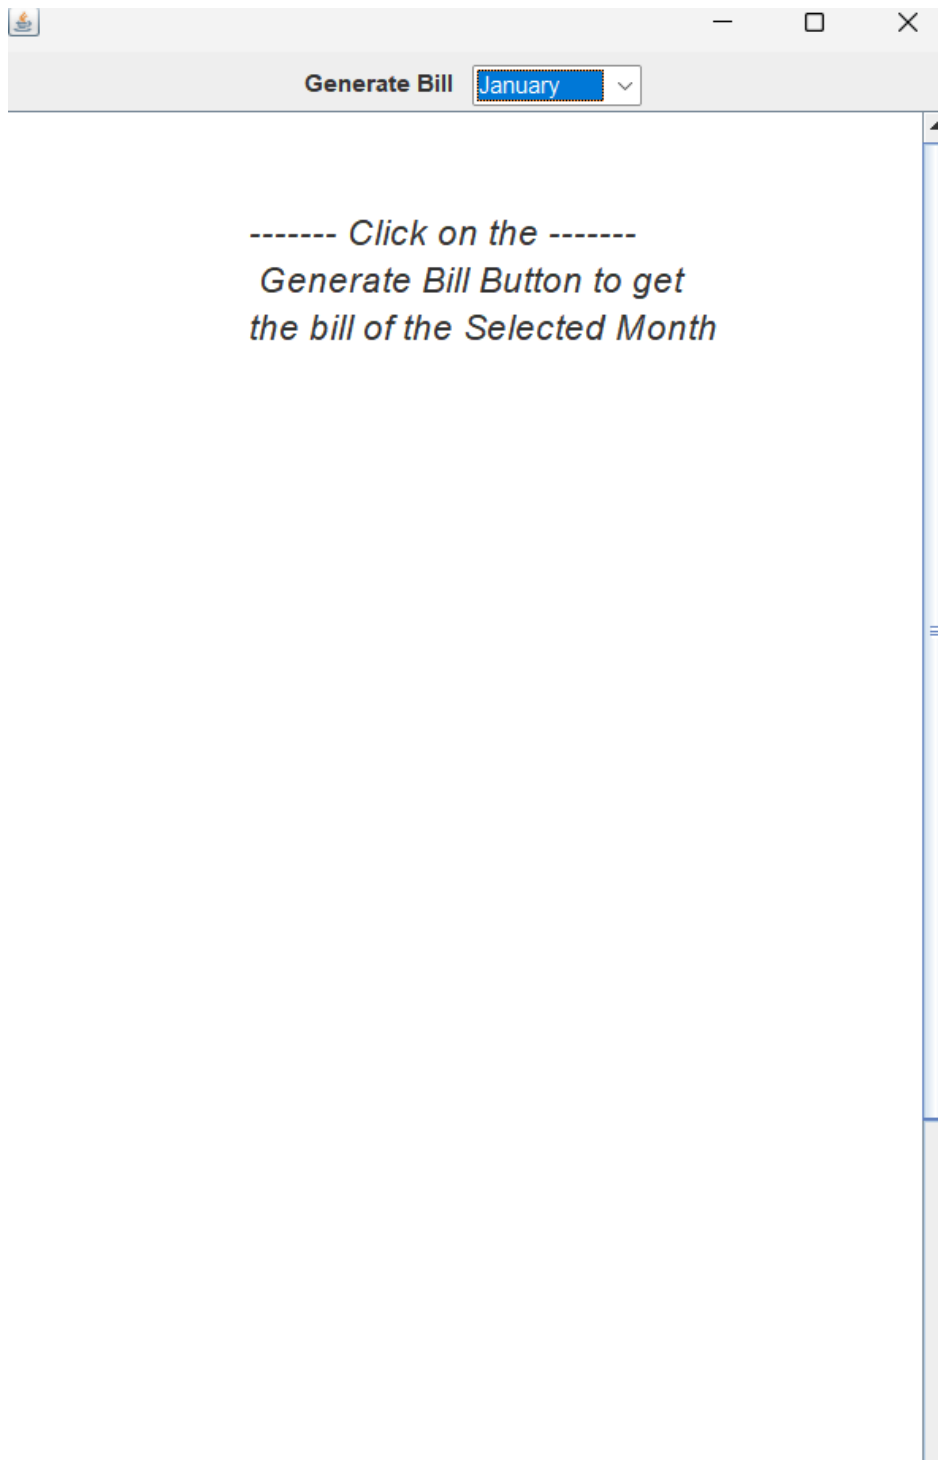 Generate Bill January
------- Click on the -------
Generate Bill Button to get
the bill of the Selected Month